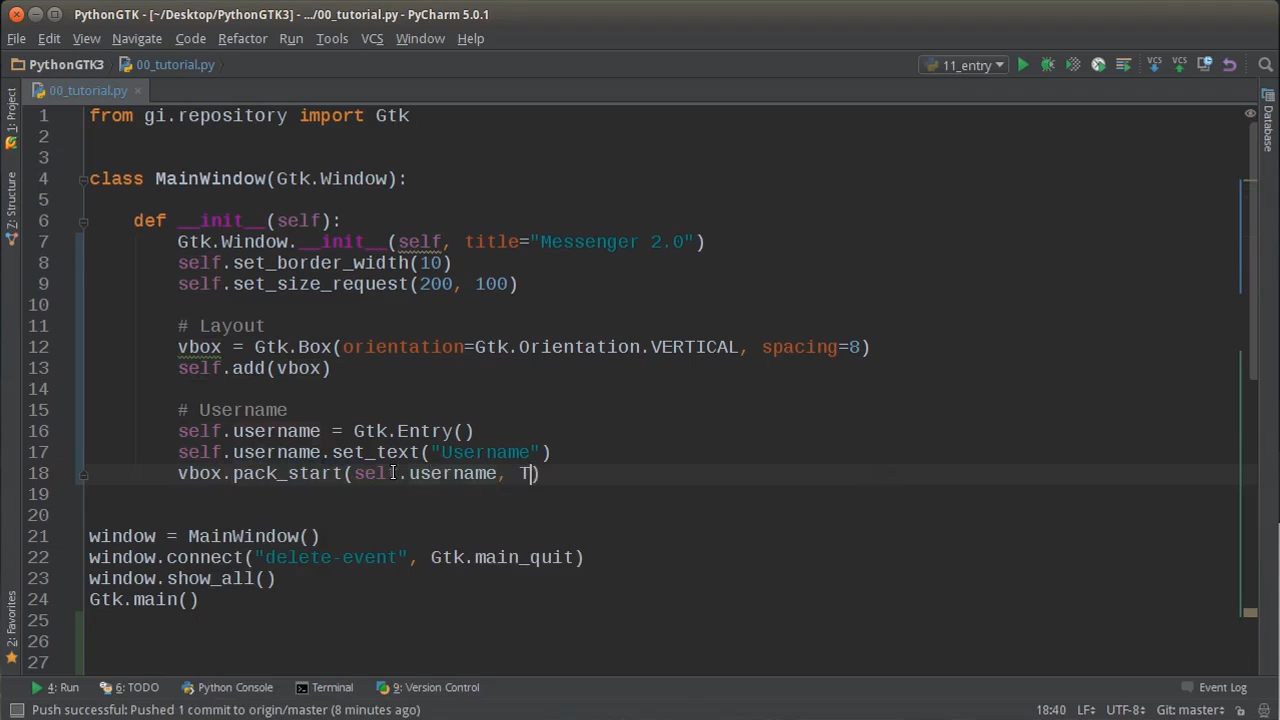 PythonGTK - [~/Desktop/PythonGTK3] - .../00_tutorial.py - PyCharm 5.0.1
File Edit View Navigate Code Refactor Run Tools VCS Window Help
PythonGTK3 00_tutorial.py 11_entry VCS VCS
00_tutorial.py ×
1 from gi.repository import Gtk
2
3
4 class MainWindow(Gtk.Window):
5
6 def __init__(self):
7 Gtk.Window.__init__(self, title="Messenger 2.0")
8 self.set_border_width(10)
9 self.set_size_request(200, 100)
10
11 # Layout
12 vbox = Gtk.Box(orientation=Gtk.Orientation.VERTICAL, spacing=8)
13 self.add(vbox)
14
15 # Username
16 self.username = Gtk.Entry()
17 self.username.set_text("Username")
18 vbox.pack_start(self.username, T)
19
20
21 window = MainWindow()
22 window.connect("delete-event", Gtk.main_quit)
23 window.show_all()
24 Gtk.main()
25
26
27
1: Project
7: Structure
2: Favorites
Database
4: Run 6: TODO Python Console Terminal 9: Version Control Event Log
Push successful: Pushed 1 commit to origin/master (8 minutes ago) 18:40 LF UTF-8 Git: master